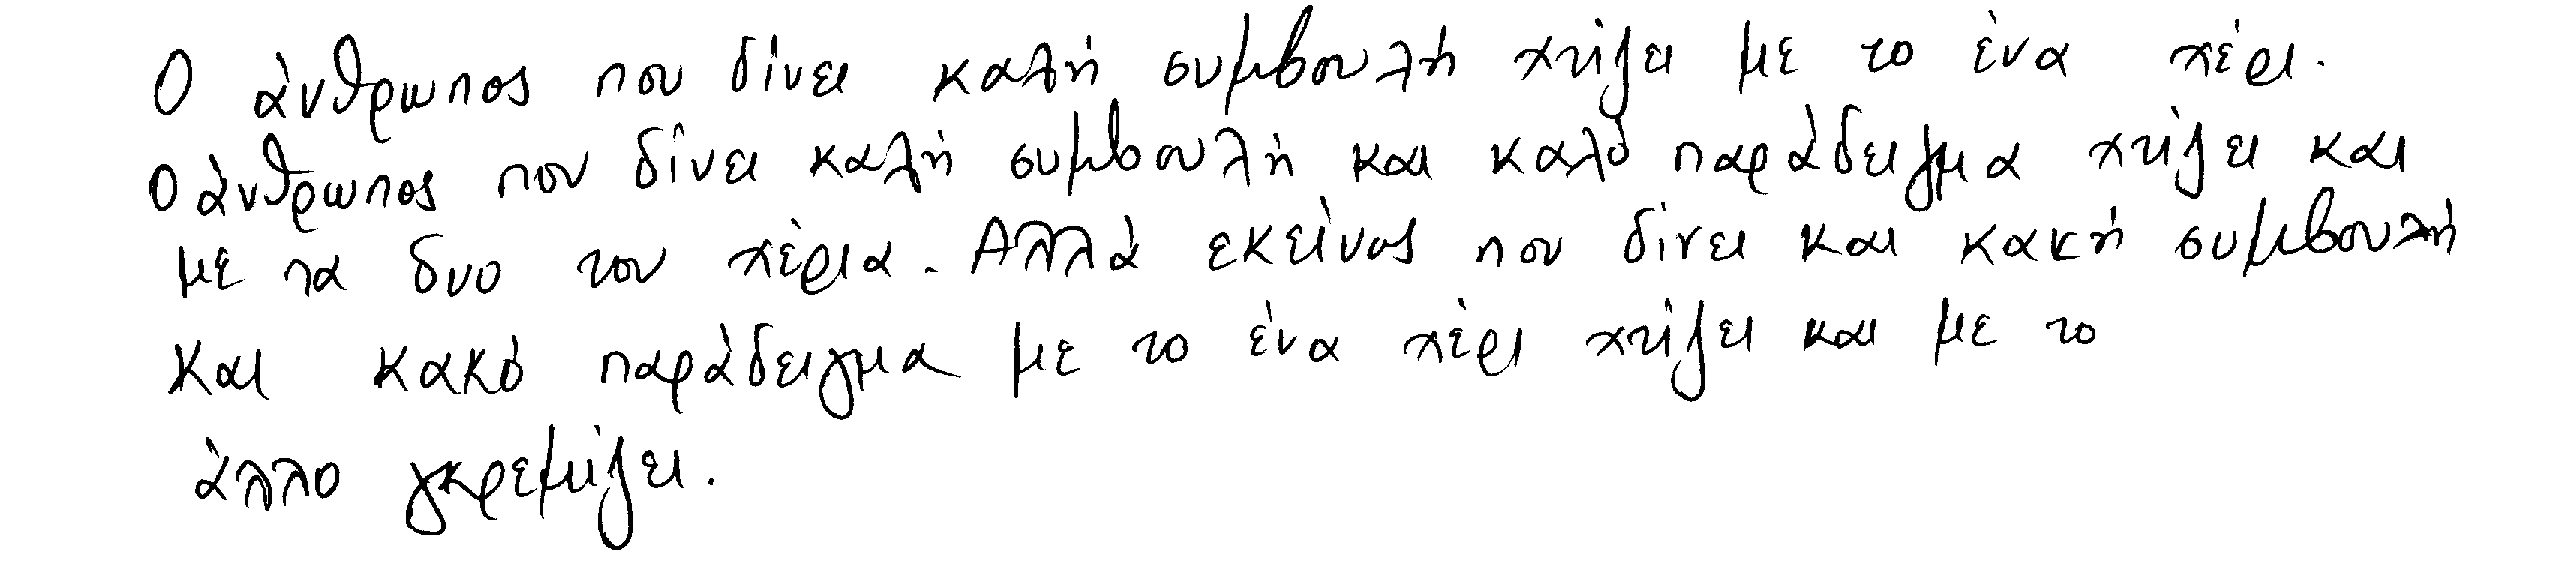 Ο άνθρωπος που δίνει καλή συμβουλή χτίζει με το ένα χέρι.
Ο άνθρωπος που δίνει καλή συμβουλή και καλό παράδειγμα χτίζει και
με τα δυο του χέρια. Αλλά εκείνος που δίνει και κακή συμβουλή
και κακό παράδειγμα με το ένα χέρι χτίζει και με το
άλλο γκρεμίζει.